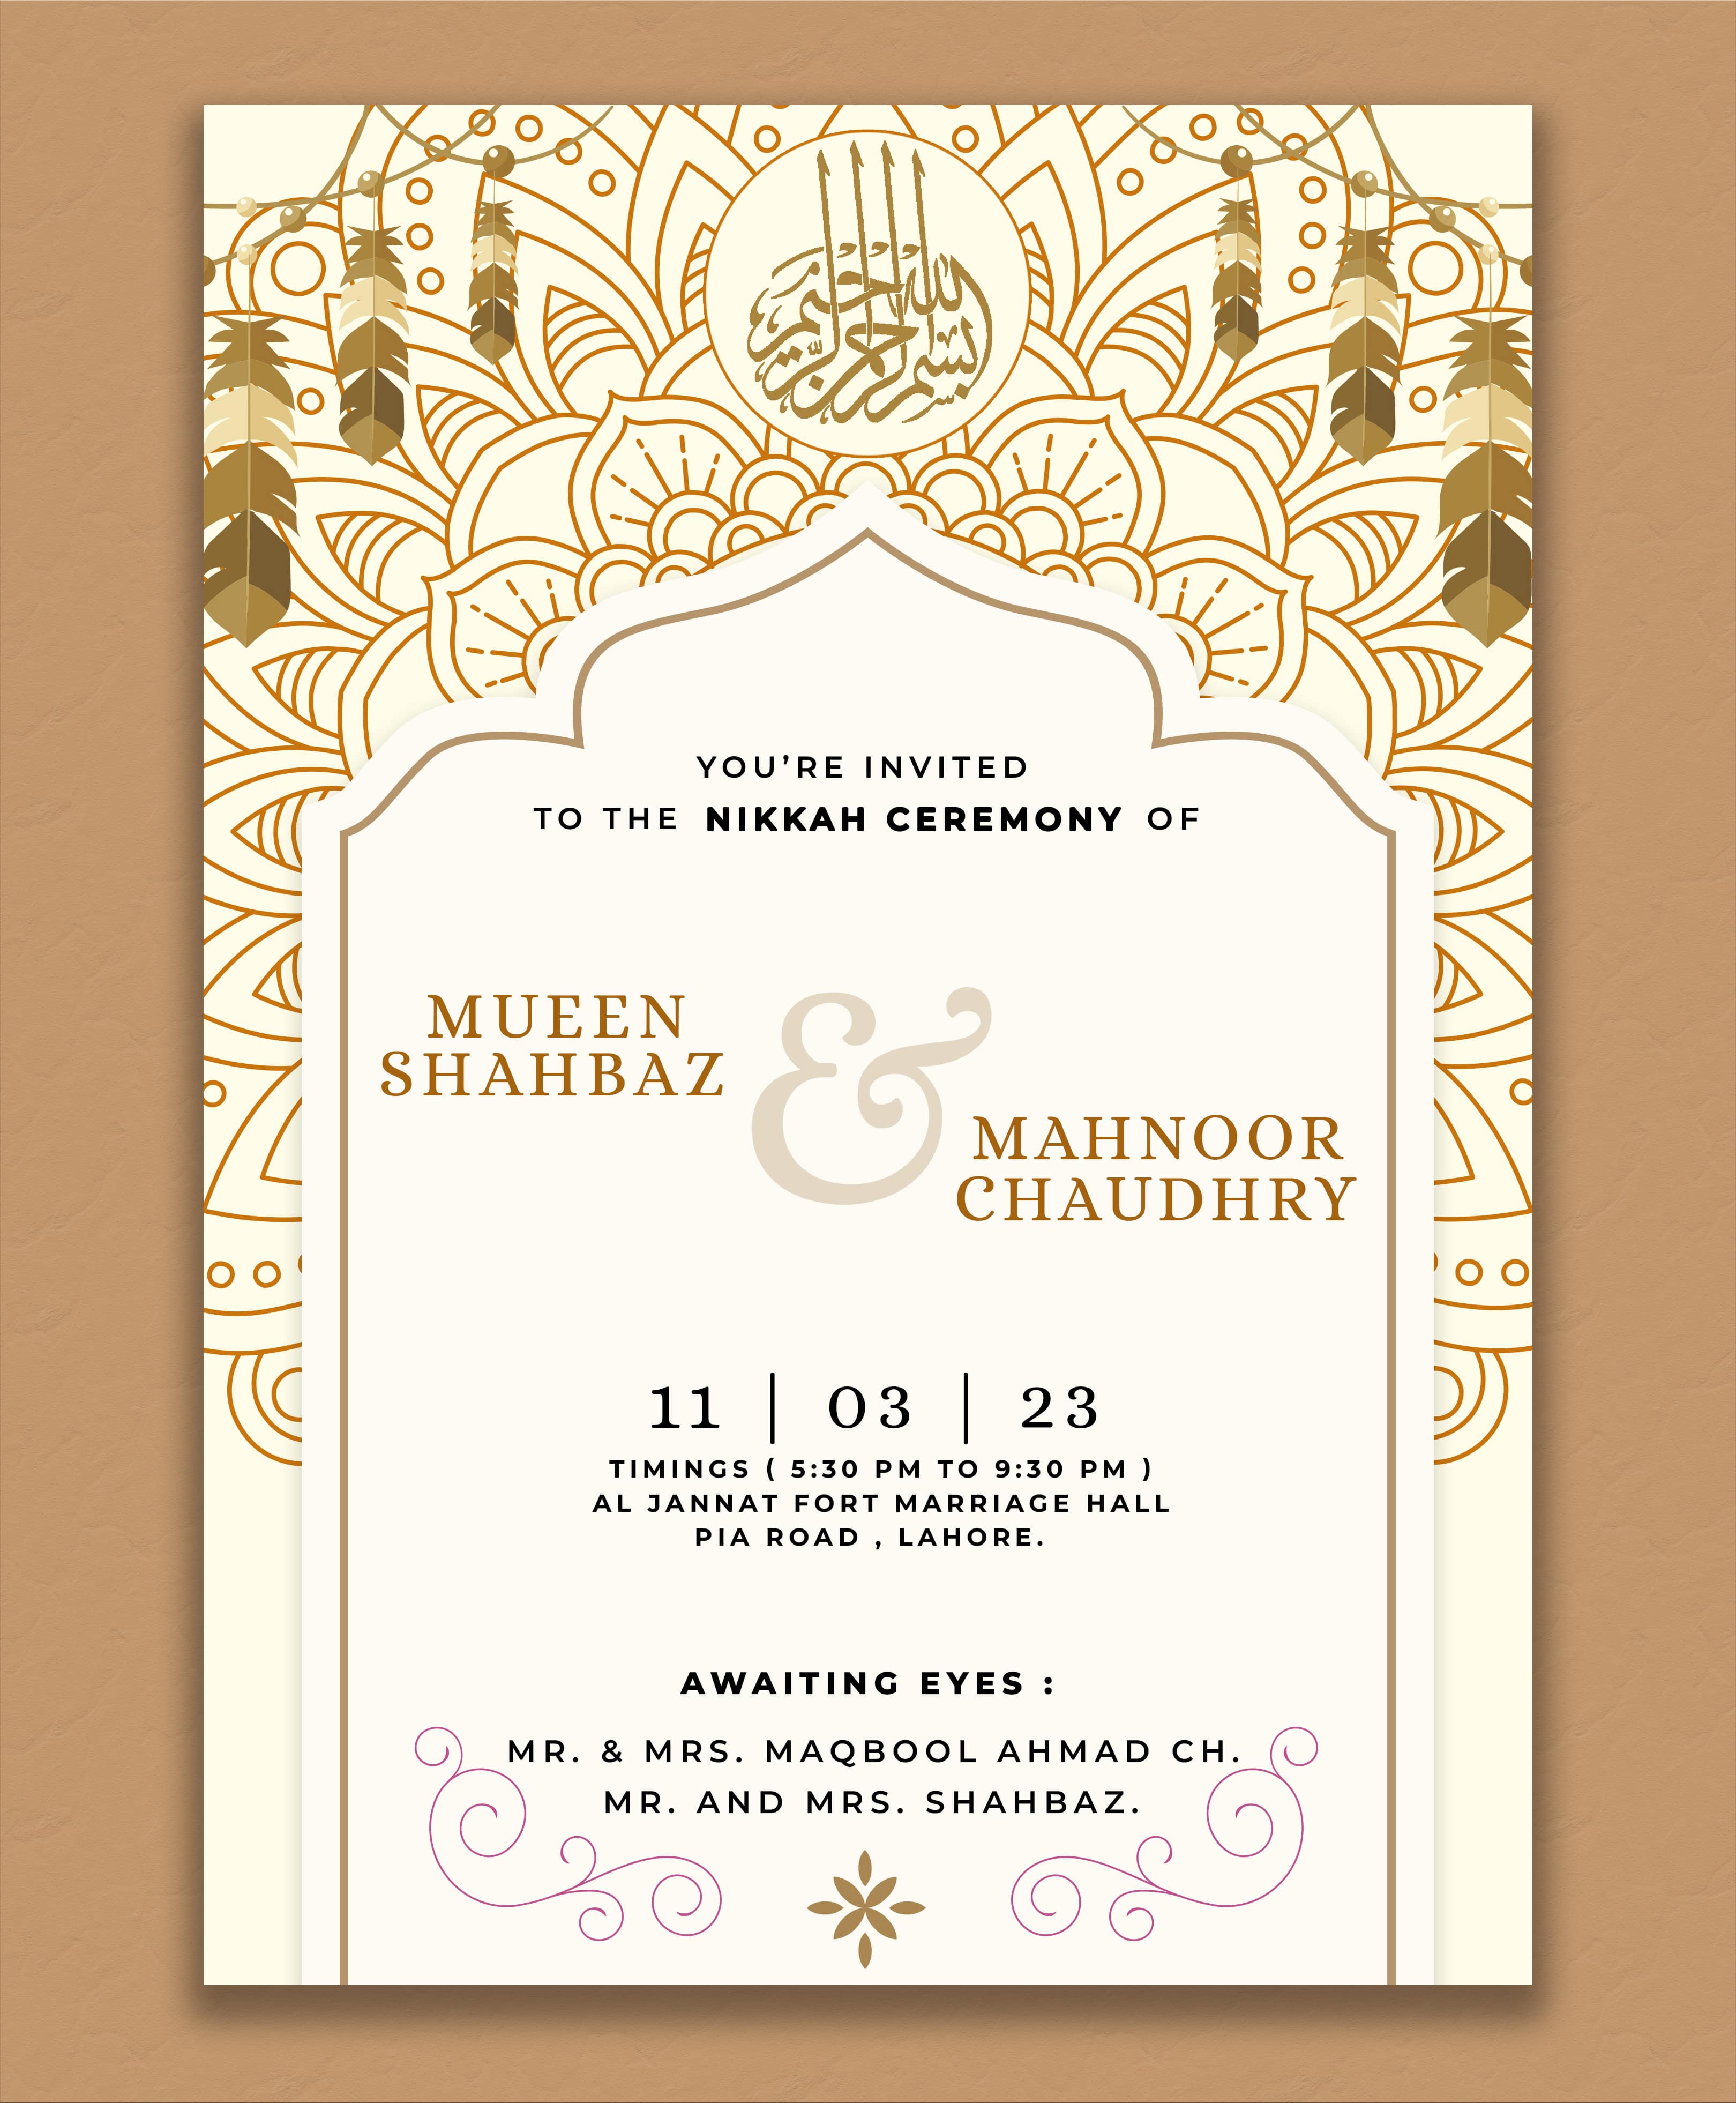 بسم الله الرحمن الرحيم
YOU’RE INVITED
TO THE NIKKAH CEREMONY OF
MUEEN
SHAHBAZ
&
MAHNOOR
CHAUDHRY
11 | 03 | 23
TIMINGS ( 5:30 PM TO 9:30 PM )
AL JANNAT FORT MARRIAGE HALL
PIA ROAD , LAHORE.
AWAITING EYES :
MR. & MRS. MAQBOOL AHMAD CH.
MR. AND MRS. SHAHBAZ.